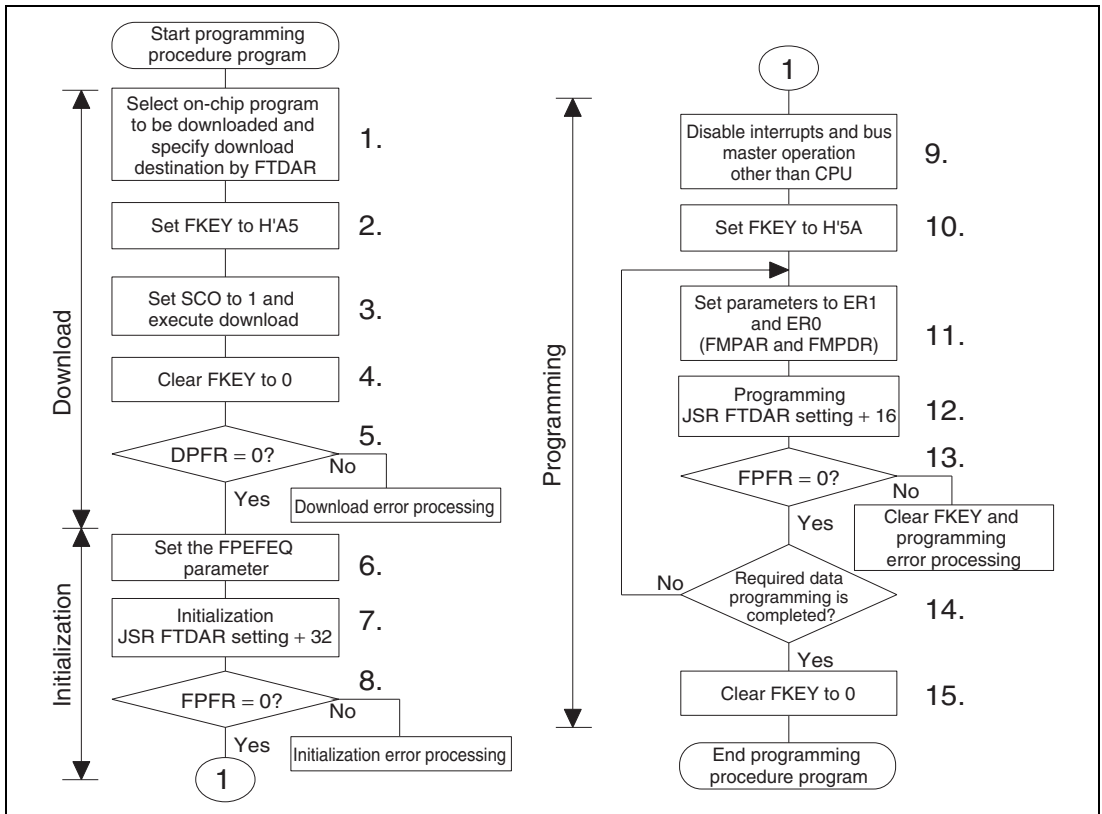 Start programming
procedure program
Download
Select on-chip program
to be downloaded and
specify download
destination by FTDAR
1.
Set FKEY to H'A5
2.
Set SCO to 1 and
execute download
3.
Clear FKEY to 0
4.
DPFR = 0?
5.
No
Yes
Download error processing
Initialization
Set the FPEFEQ
parameter
6.
Initialization
JSR FTDAR setting + 32
7.
FPFR = 0?
8.
No
Yes
Initialization error processing
1
1
Programming
Disable interrupts and bus
master operation
other than CPU
9.
Set FKEY to H'5A
10.
Set parameters to ER1
and ER0
(FMPAR and FMPDR)
11.
Programming
JSR FTDAR setting + 16
12.
FPFR = 0?
13.
No
Yes
Clear FKEY and
programming
error processing
No
Required data
programming is
completed?
14.
Yes
Clear FKEY to 0
15.
End programming
procedure program